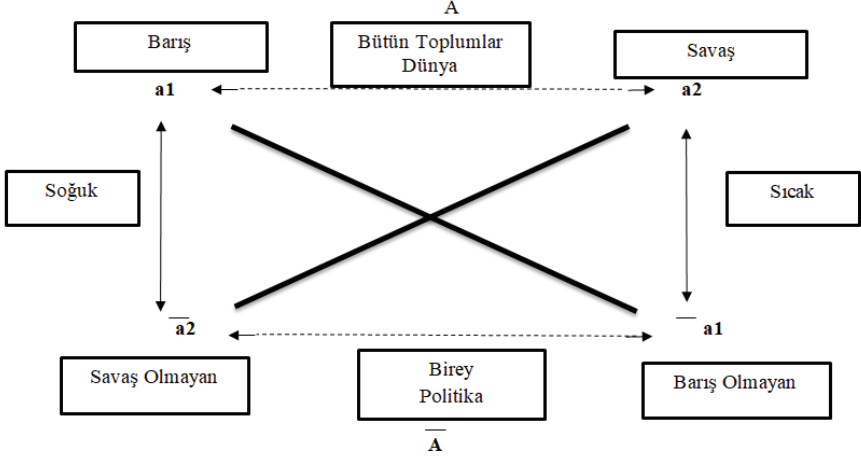 A
Barış
Bütün Toplumlar
Dünya
Savaş
a1
a2
Soğuk
Sıcak
a2
a1
Savaş Olmayan
Birey
Politika
Barış Olmayan
A